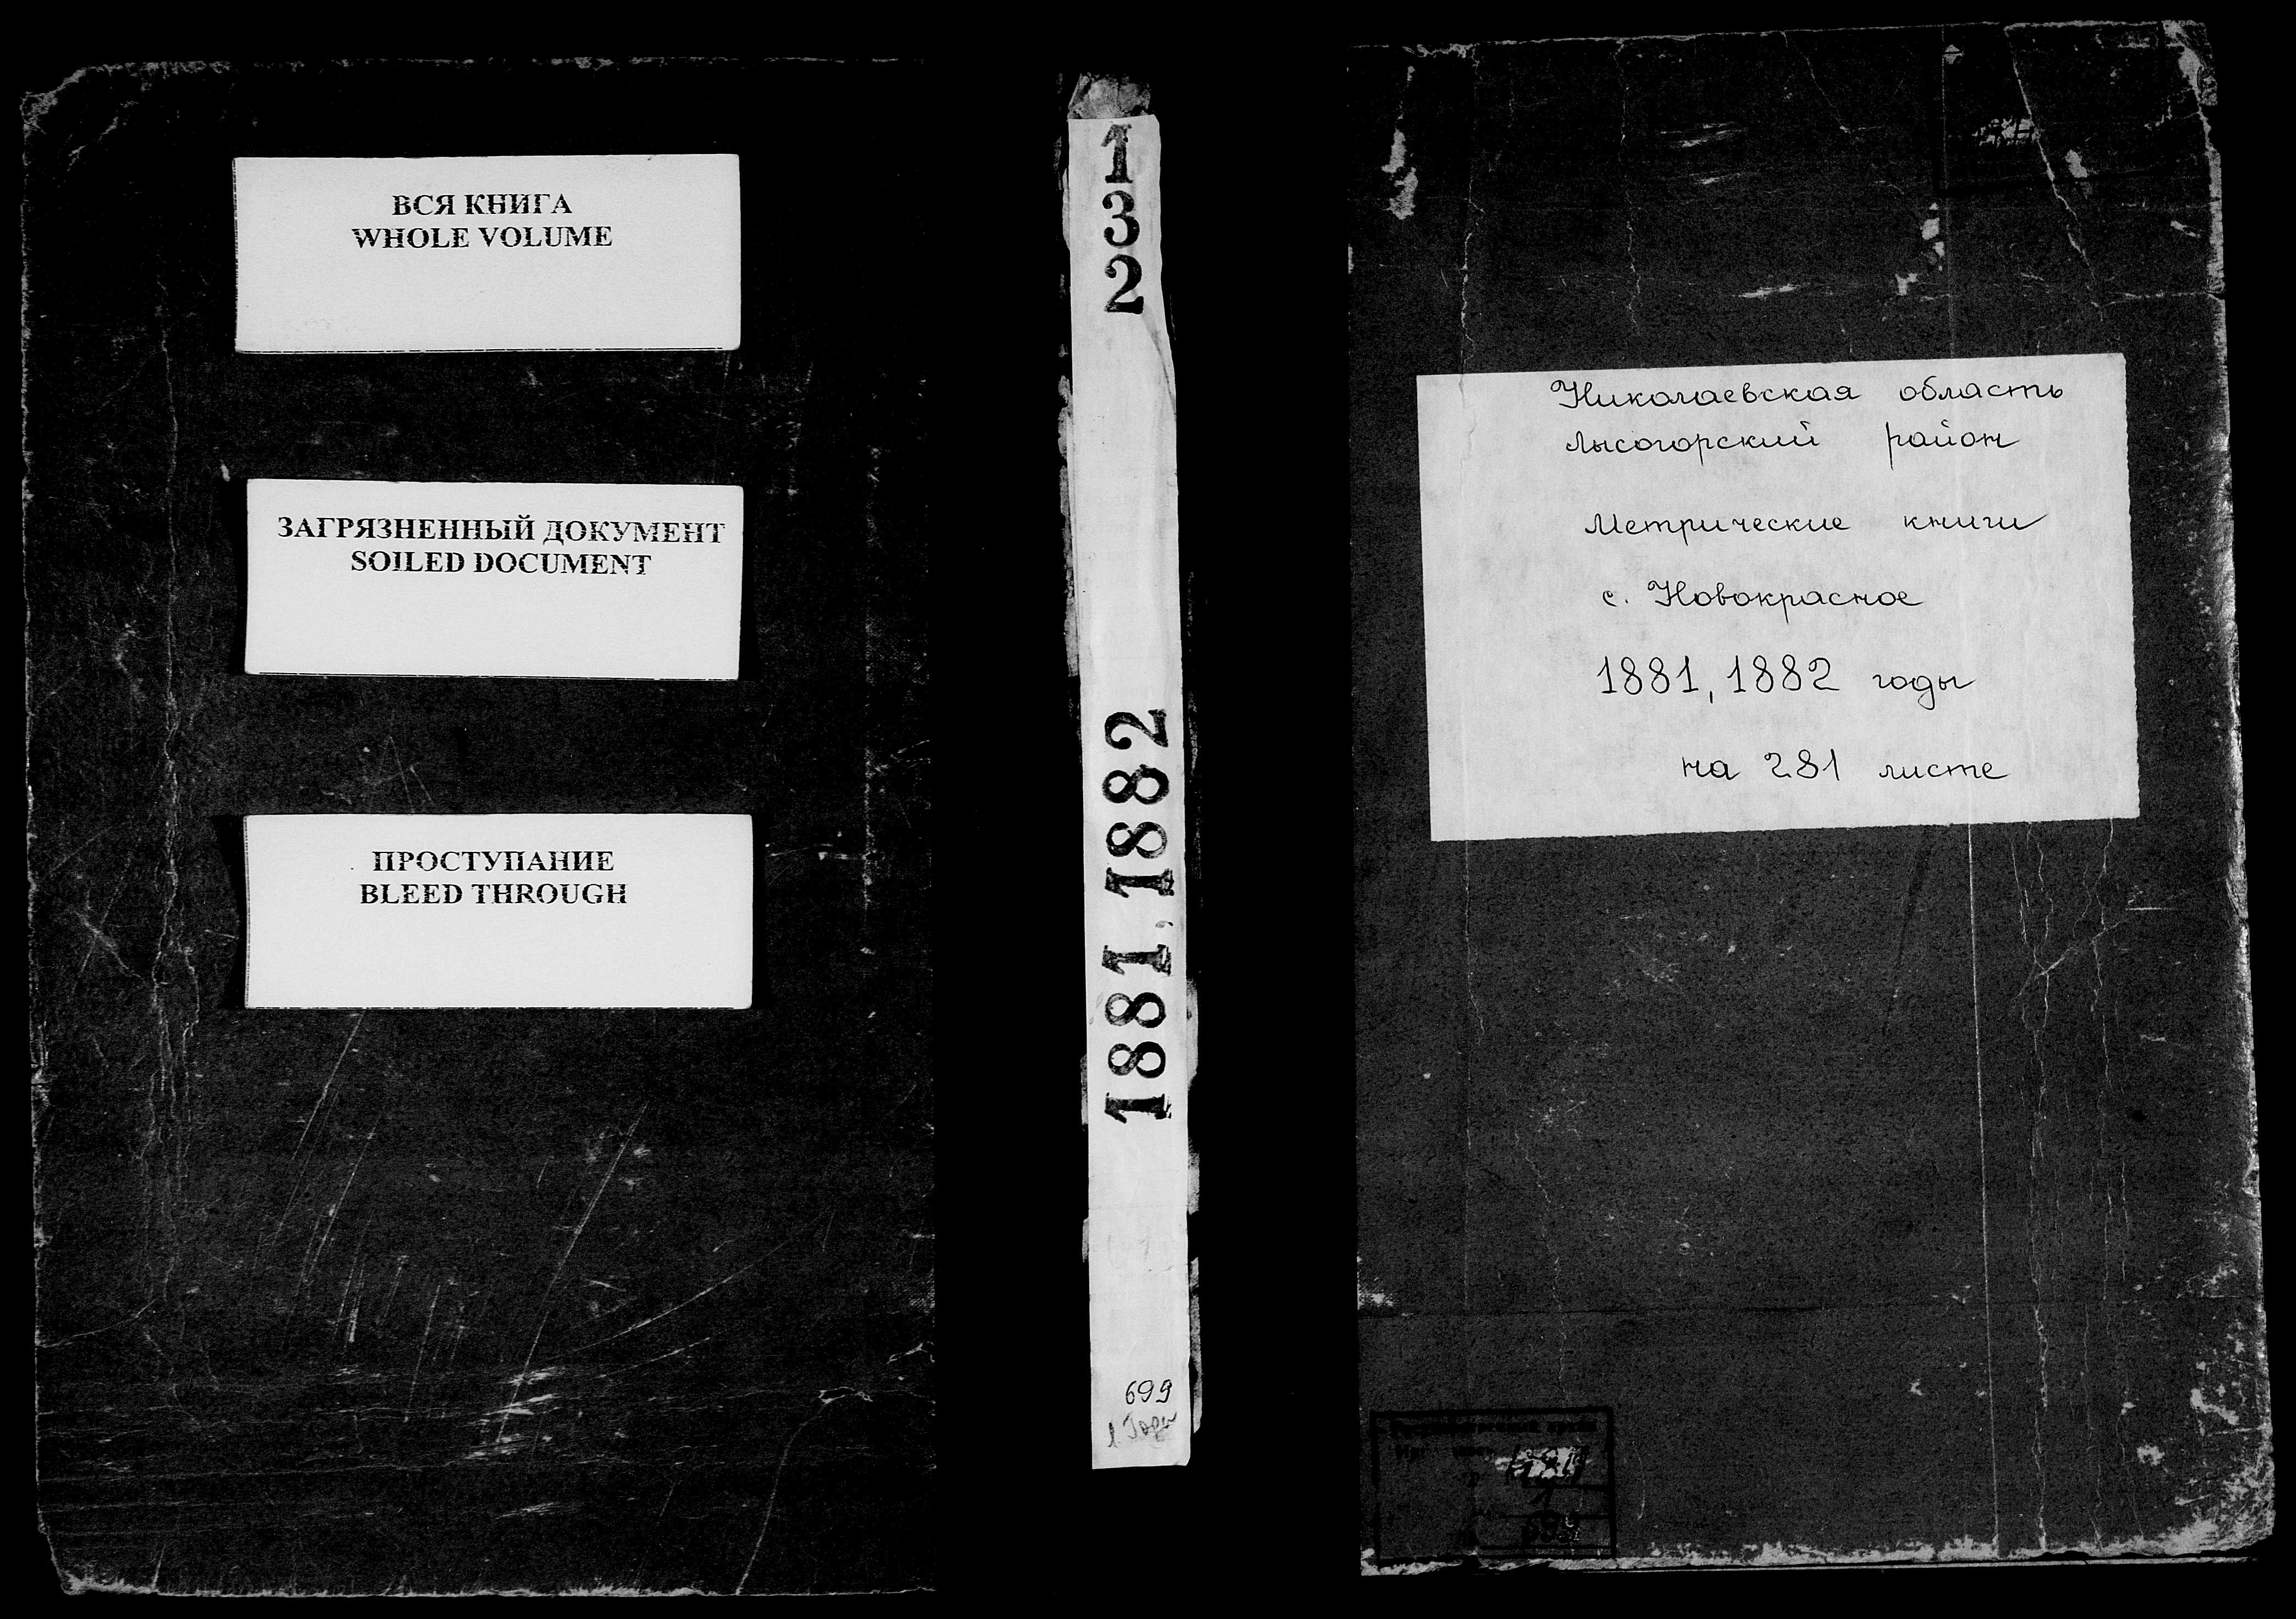 ВСЯ КНИГА
WHOLE VOLUME
ЗАГРЯЗНЕННЫЙ ДОКУМЕНТ
SOILED DOCUMENT
ПРОСТУПАНИЕ
BLEED THROUGH
132
1881, 1882
699
Николаевская область
Лысогорский район
Метрические книги
с. Новокрасное
1881, 1882 годы
на 281 листе
699